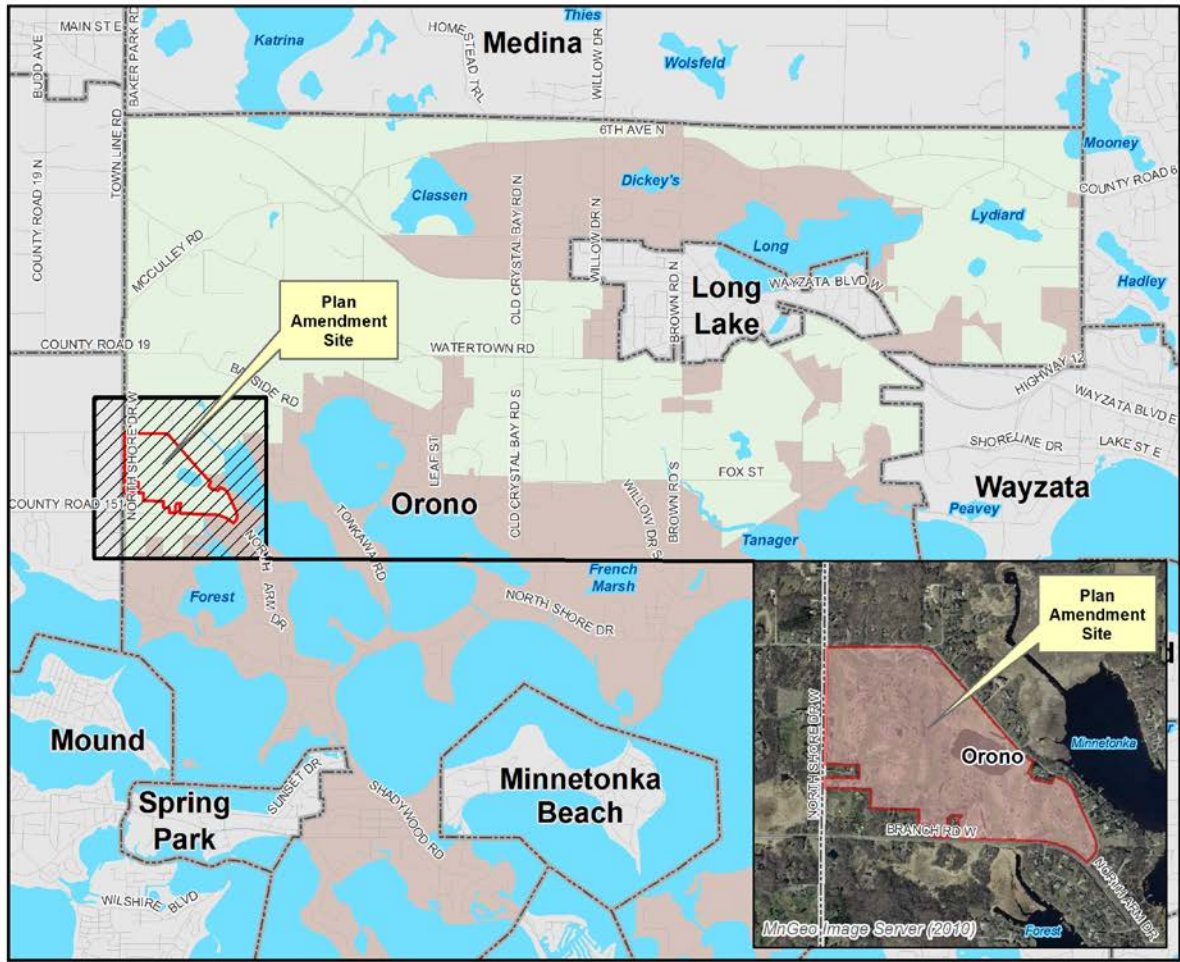 MAIN ST E
BUDD AVE
BAKER PARK RD
Katrina
HOME
STEAD TRL
Medina
Thies
WILLOW DR
Wolsfeld
TOWN LINE RD
6TH AVE N
Mooney
COUNTY ROAD 6
COUNTY ROAD 19 N
Classen
Dickey's
Lydiard
MCCULLEY RD
OLD CRYSTAL BAY RD N
WILLOW DR N
Long
WAYZATA BLVD W
Hadley
Plan
Amendment
Site
BROWN RD N
Long
Lake
COUNTY ROAD 19
WATERTOWN RD
HIGHWAY 12
BAYSIDE RD
WAYZATA BLVD E
NORTH SHORE DR W
LEAF ST
OLD CRYSTAL BAY RD S
SHORELINE DR
LAKE ST E
FOX ST
COUNTY ROAD 151
Orono
WILLOW DR S
BROWN RD S
Wayzata
Peavey
TONKAWA RD
Tanager
NORTH ARM DR
Forest
French
Marsh
NORTH SHORE DR
Plan
Amendment
Site
NORTH SHORE DR W
Orono
Minnetonka
Mound
SUNSET DR
Minnetonka
Beach
Spring
Park
SHADYWOOD RD
BRANCH RD W
NORTH ARM DR
WILSHIRE BLVD
MnGeo Image Server (2010)
Forest